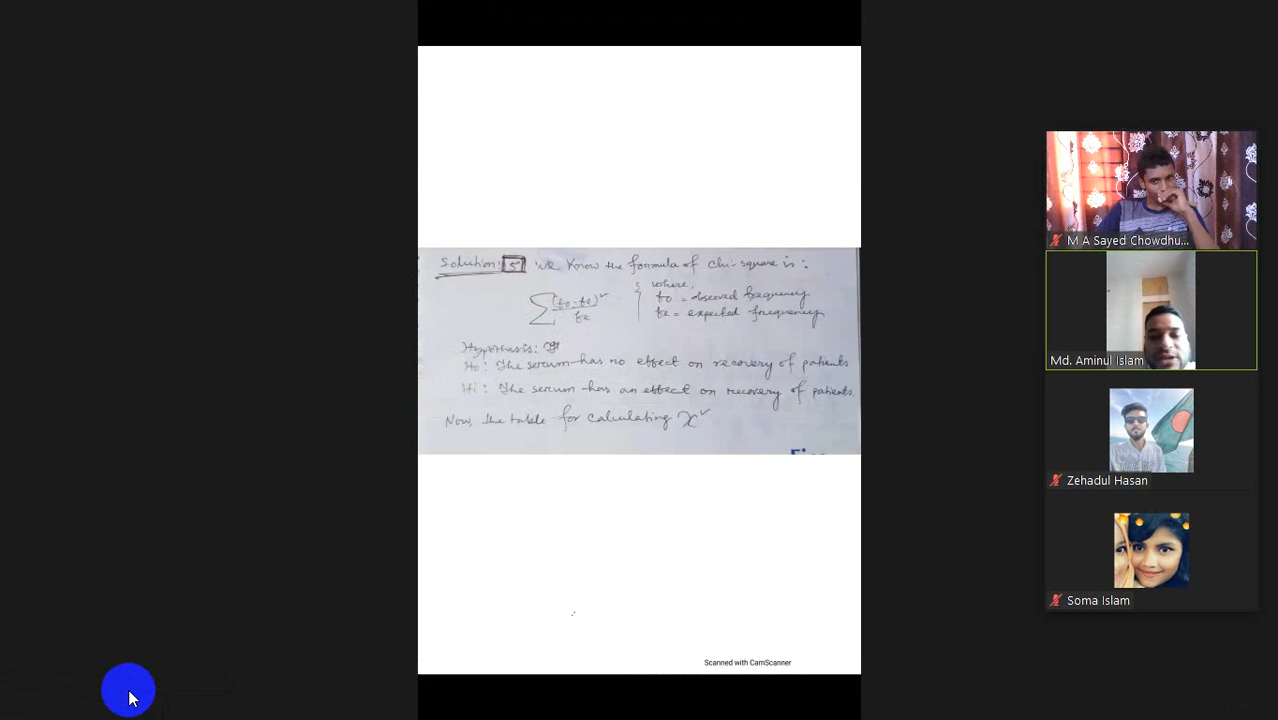 Solution: 5 We know the formula of chi-square is:
∑ (fo - fe)² / fe
where,
fo = observed frequency
fe = expected frequency
Hypothesis:
Ho: The serum has no effect on recovery of patients
Hi: The serum has an effect on recovery of patients.
Now, the table for calculating x²
Scanned with CamScanner
M A Sayed Chowdhu...
Md. Aminul Islam
Zehadul Hasan
Soma Islam